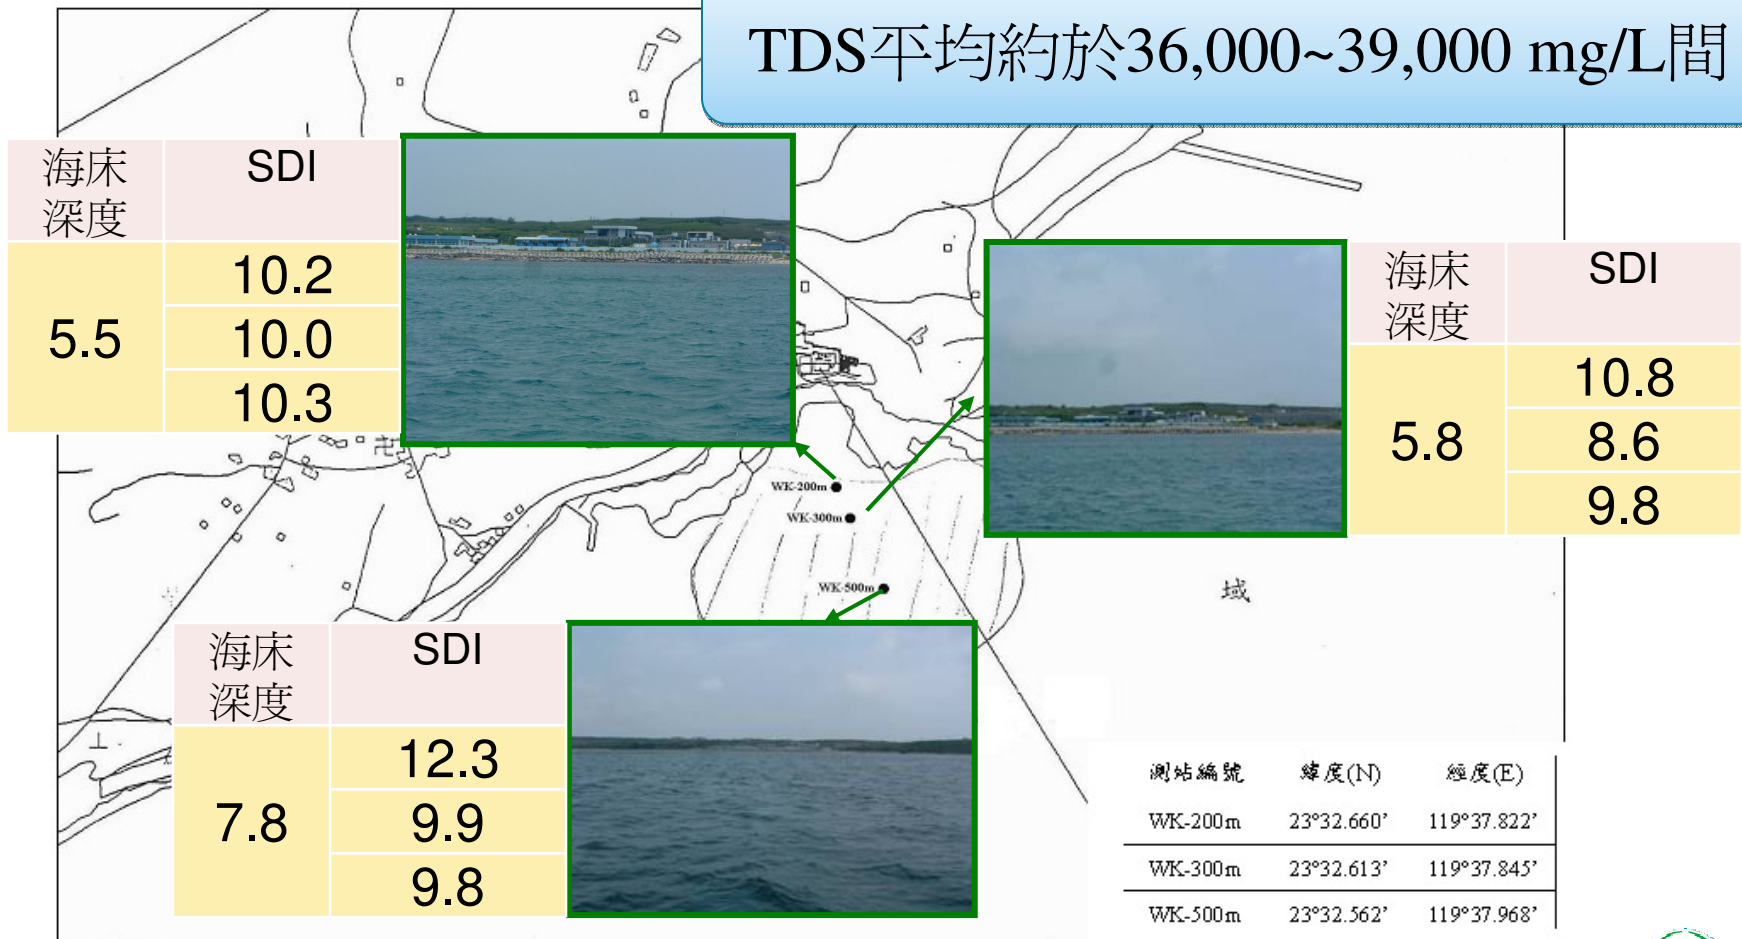 TDS平均約於36,000~39,000 mg/L間
海床深度 SDI
5.5
10.2
10.0
10.3
海床深度 SDI
5.8
10.8
8.6
9.8
卍
WK-200m
WK-300m
WK-500m
域
海床深度 SDI
7.8
12.3
9.9
9.8
測站編號 緯度(N) 經度(E)
WK-200m 23°32.660’ 119°37.822’
WK-300m 23°32.613’ 119°37.845’
WK-500m 23°32.562’ 119°37.968’